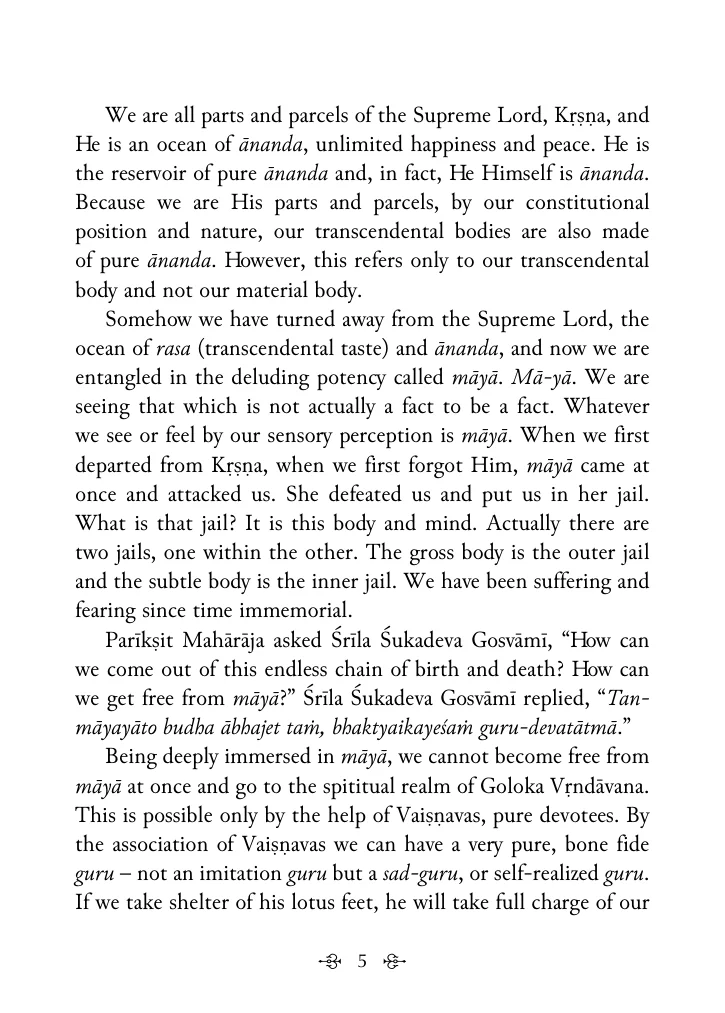 We are all parts and parcels of the Supreme Lord, Kṛṣṇa, and
He is an ocean of ānanda, unlimited happiness and peace. He is
the reservoir of pure ānanda and, in fact, He Himself is ānanda.
Because we are His parts and parcels, by our constitutional
position and nature, our transcendental bodies are also made
of pure ānanda. However, this refers only to our transcendental
body and not our material body.
Somehow we have turned away from the Supreme Lord, the
ocean of rasa (transcendental taste) and ānanda, and now we are
entangled in the deluding potency called māyā. Mā-yā. We are
seeing that which is not actually a fact to be a fact. Whatever
we see or feel by our sensory perception is māyā. When we first
departed from Kṛṣṇa, when we first forgot Him, māyā came at
once and attacked us. She defeated us and put us in her jail.
What is that jail? It is this body and mind. Actually there are
two jails, one within the other. The gross body is the outer jail
and the subtle body is the inner jail. We have been suffering and
fearing since time immemorial.
Parīkṣit Mahārāja asked Śrīla Śukadeva Gosvāmī, “How can
we come out of this endless chain of birth and death? How can
we get free from māyā?” Śrīla Śukadeva Gosvāmī replied, “Tan-
māyayāto budha ābhajet taṁ, bhaktyaikayeśaṁ guru-devatātmā.”
Being deeply immersed in māyā, we cannot become free from
māyā at once and go to the spititual realm of Goloka Vṛndāvana.
This is possible only by the help of Vaiṣṇavas, pure devotees. By
the association of Vaiṣṇavas we can have a very pure, bone fide
guru – not an imitation guru but a sad-guru, or self-realized guru.
If we take shelter of his lotus feet, he will take full charge of our
5